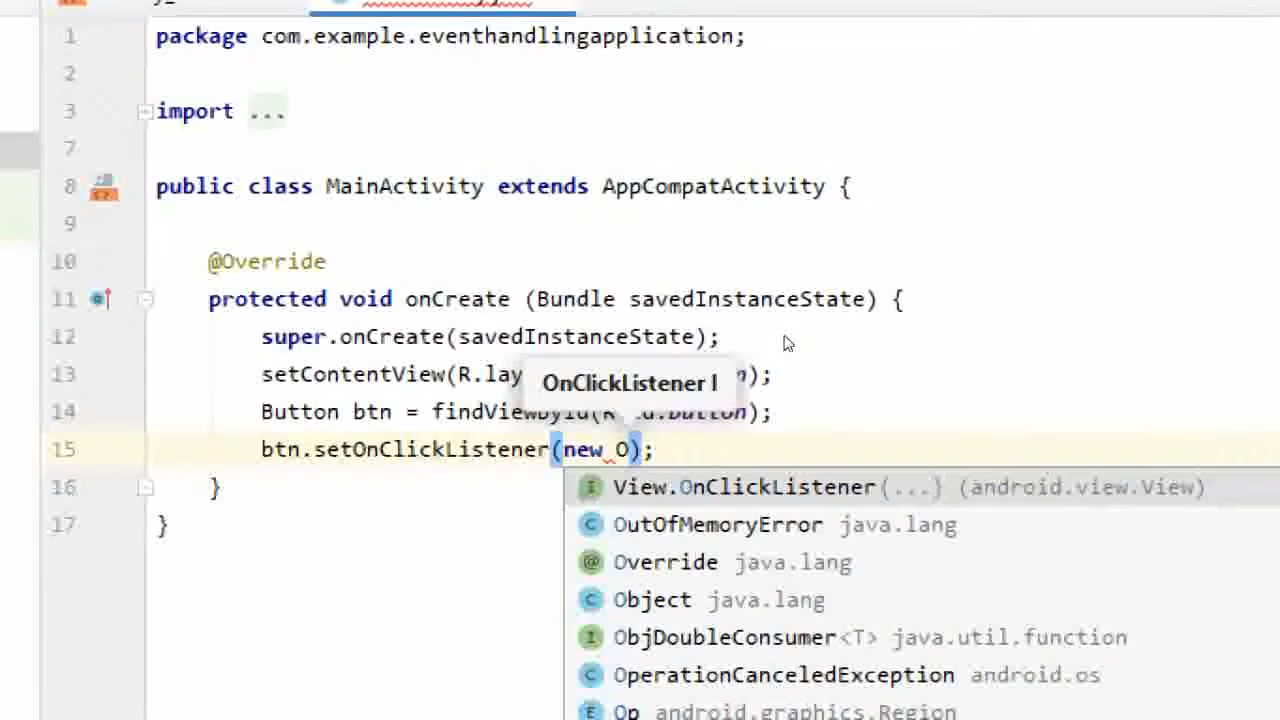 1 package com.example.eventhandlingapplication;
2
3 import ...
7
8 public class MainActivity extends AppCompatActivity {
9
10 @Override
11 protected void onCreate (Bundle savedInstanceState) {
12 super.onCreate(savedInstanceState);
13 setContentView(R.lay );
OnClickListener l
14 Button btn = findViewById(R .button);
15 btn.setOnClickListener(new O);
16 }
17 }
View.OnClickListener{...} (android.view.View)
OutOfMemoryError java.lang
Override java.lang
Object java.lang
ObjDoubleConsumer<T> java.util.function
OperationCanceledException android.os
Op android.graphics.Region